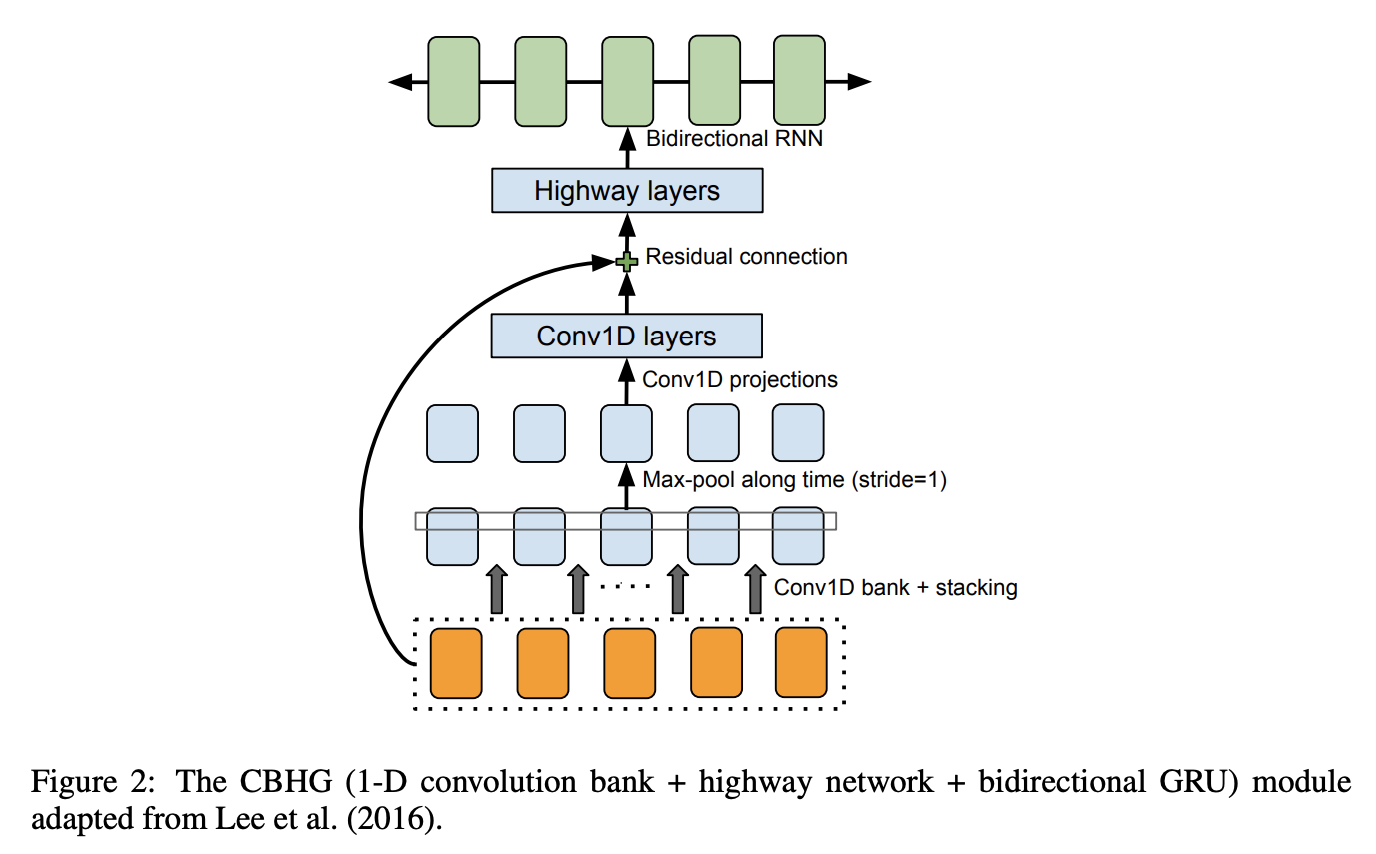 Bidirectional RNN
Highway layers
Residual connection
Conv1D layers
Conv1D projections
Max-pool along time (stride=1)
Conv1D bank + stacking
Figure 2: The CBHG (1-D convolution bank + highway network + bidirectional GRU) module
adapted from Lee et al. (2016).